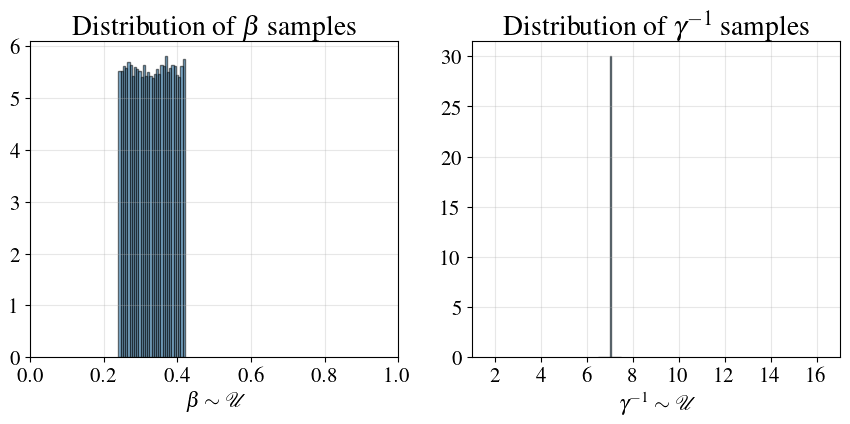 Distribution of β samples
6
5
4
3
2
1
0
0.0 0.2 0.4 0.6 0.8 1.0
β ∼ 𝒰
Distribution of γ⁻¹ samples
30
25
20
15
10
5
0
2 4 6 8 10 12 14 16
γ⁻¹ ∼ 𝒰